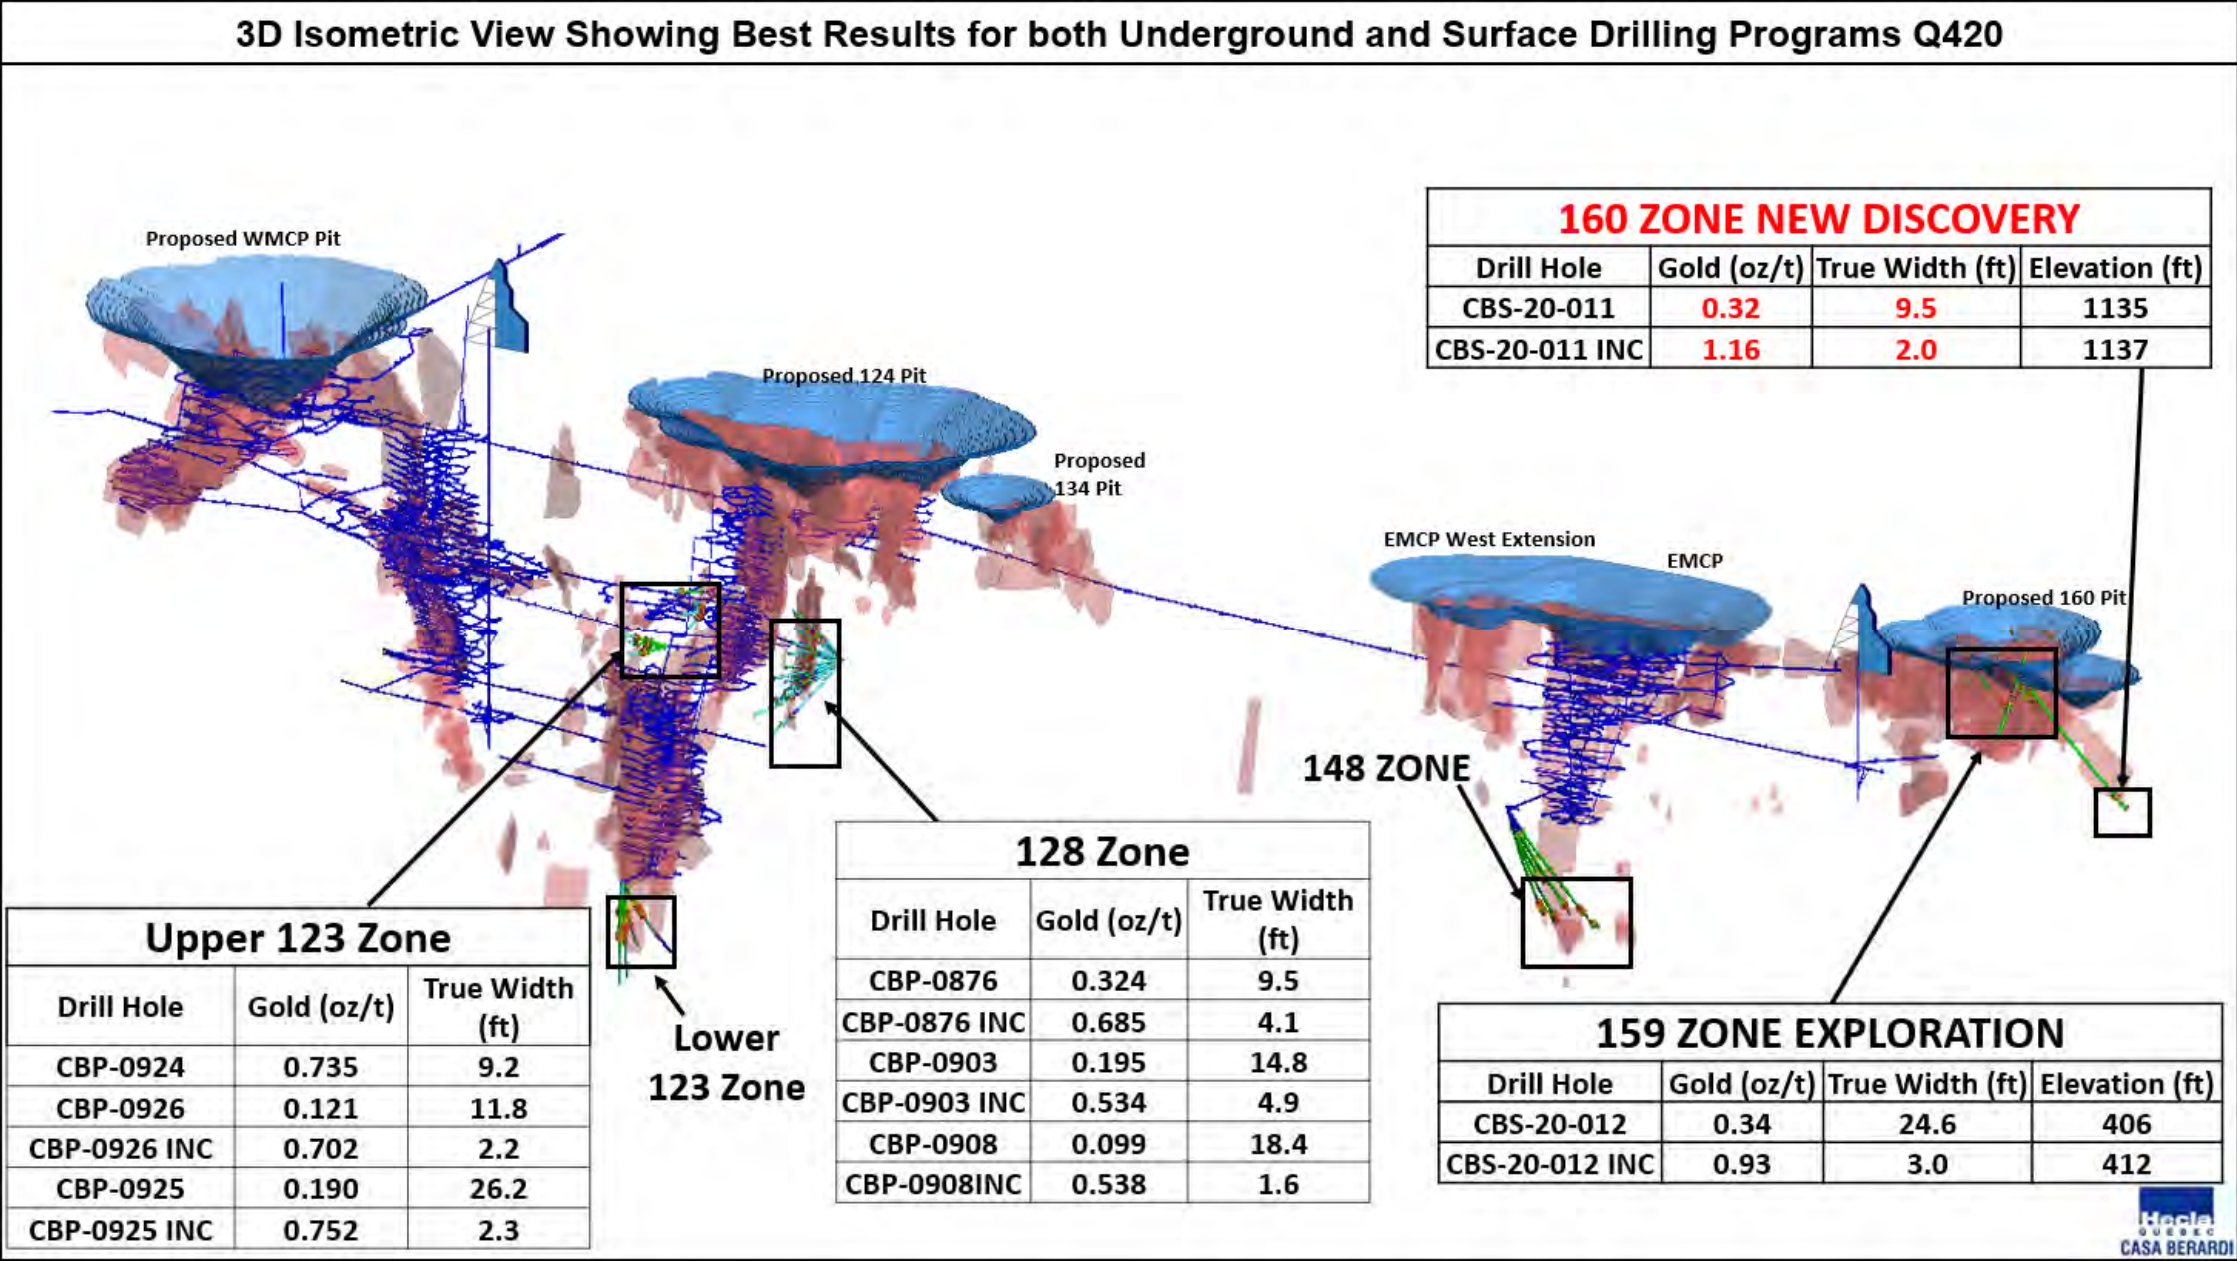 3D Isometric View Showing Best Results for both Underground and Surface Drilling Programs Q420
Proposed WMCP Pit
Proposed 124 Pit
Proposed
134 Pit
EMCP West Extension
EMCP
Proposed 160 Pit
160 ZONE NEW DISCOVERY
Drill Hole Gold (oz/t) True Width (ft) Elevation (ft)
CBS-20-011 0.32 9.5 1135
CBS-20-011 INC 1.16 2.0 1137
148 ZONE
Upper 123 Zone
Drill Hole Gold (oz/t) True Width
(ft)
CBP-0924 0.735 9.2
CBP-0926 0.121 11.8
CBP-0926 INC 0.702 2.2
CBP-0925 0.190 26.2
CBP-0925 INC 0.752 2.3
Lower
123 Zone
128 Zone
Drill Hole Gold (oz/t) True Width
(ft)
CBP-0876 0.324 9.5
CBP-0876 INC 0.685 4.1
CBP-0903 0.195 14.8
CBP-0903 INC 0.534 4.9
CBP-0908 0.099 18.4
CBP-0908INC 0.538 1.6
159 ZONE EXPLORATION
Drill Hole Gold (oz/t) True Width (ft) Elevation (ft)
CBS-20-012 0.34 24.6 406
CBS-20-012 INC 0.93 3.0 412
Hecla
QUEBEC
CASA BERARDI